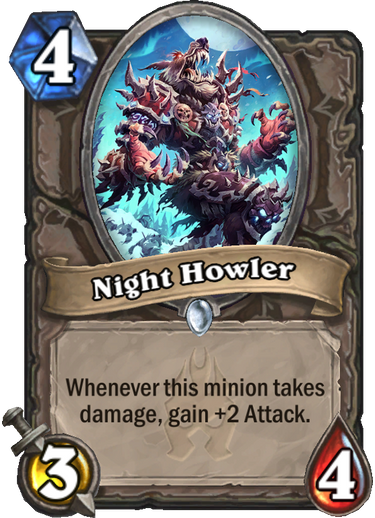 4
Night Howler
Whenever this minion takes
damage, gain +2 Attack.
3
4